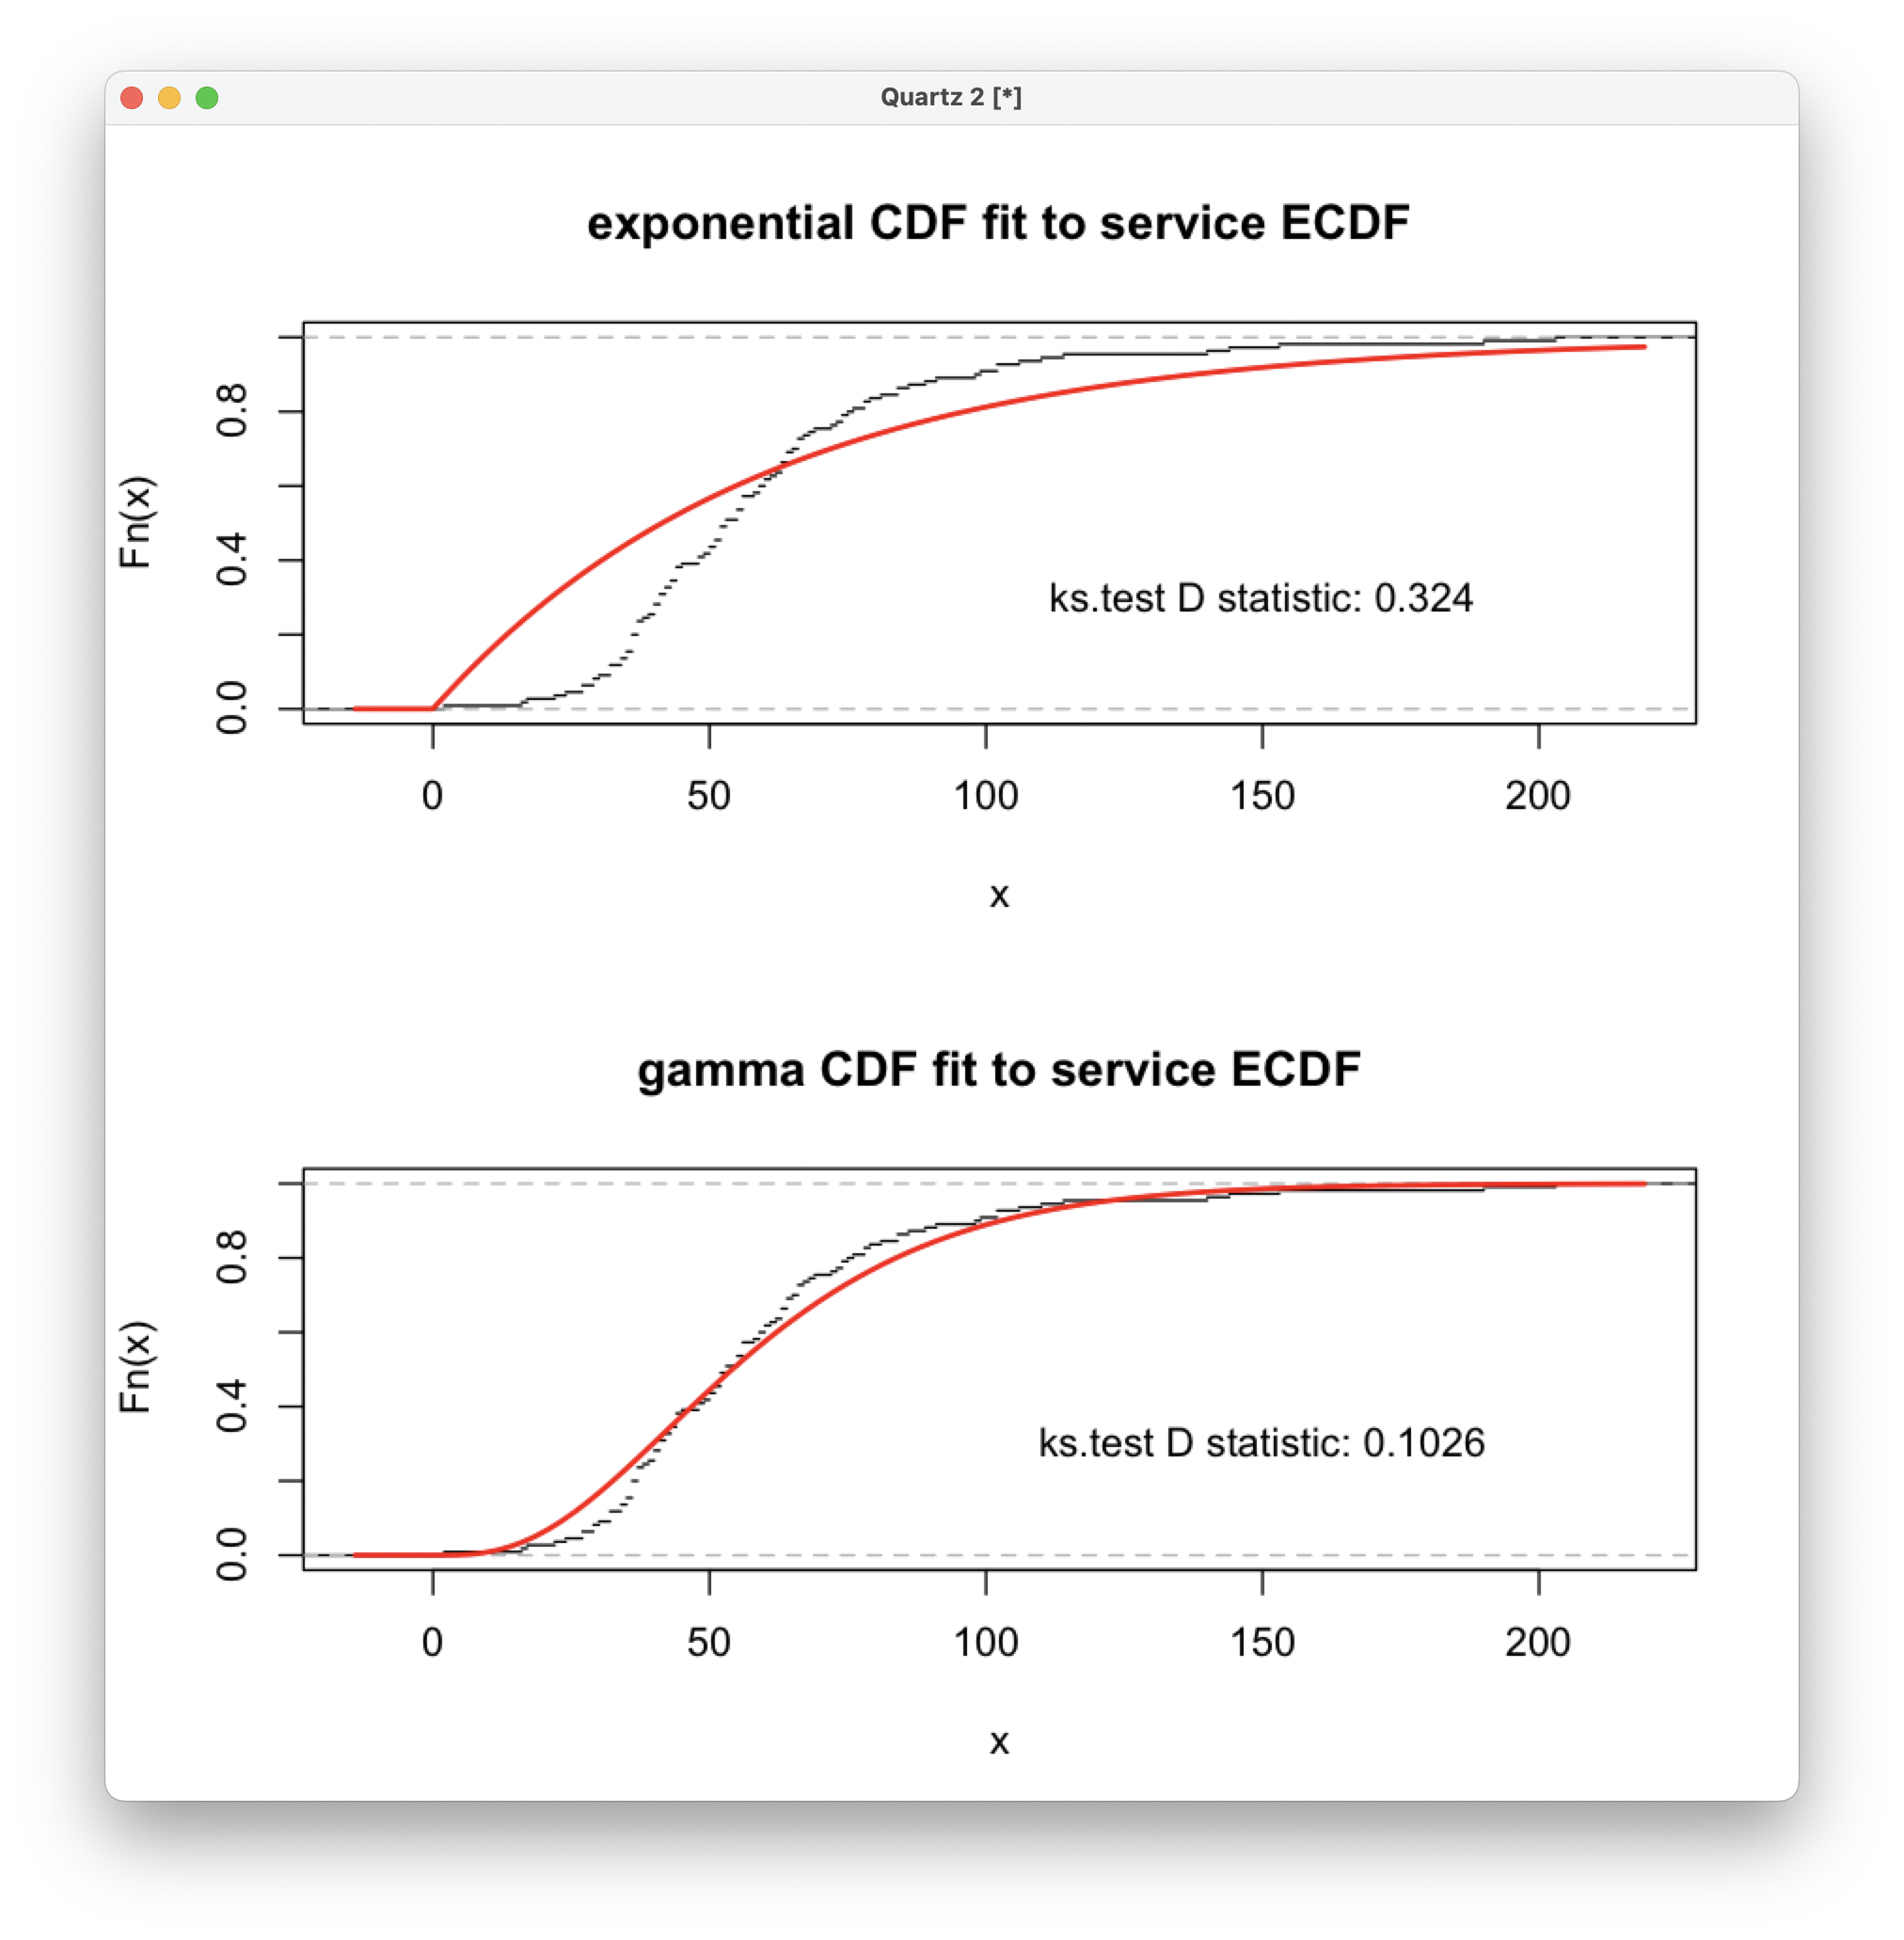 Quartz 2 [*]
exponential CDF fit to service ECDF
Fn(x)
0.8
0.4
0.0
ks.test D statistic: 0.324
0 50 100 150 200
x
gamma CDF fit to service ECDF
Fn(x)
0.8
0.4
0.0
ks.test D statistic: 0.1026
0 50 100 150 200
x